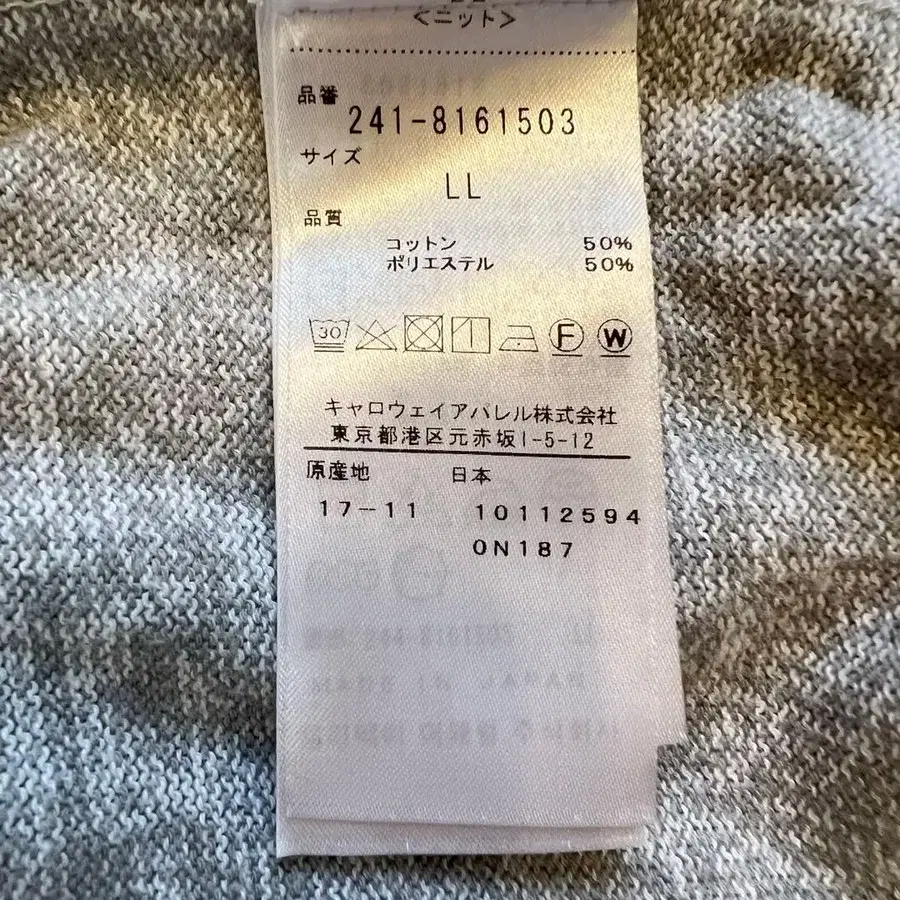 <ニット>
品番
241-8161503
サイズ
LL
品質
コットン 50%
ポリエステル 50%
30 F W
キャロウェイアパレル株式会社
東京都港区元赤坂1-5-12
原産地 日本
17-11 10112594
0N187